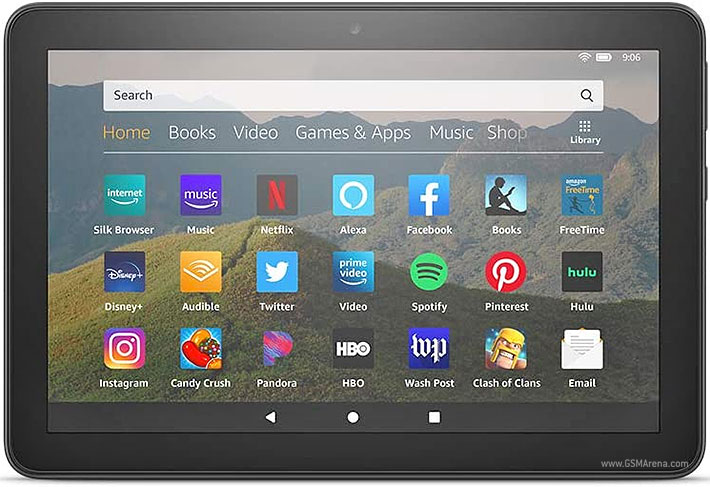 9:06
Search
Home Books Video Games & Apps Music Shop
Library
internet music amazon FreeTime
Silk Browser Music Netflix Alexa Facebook Books FreeTime
Disney+ prime video hulu
Disney+ Audible Twitter Video Spotify Pinterest Hulu
HBO wp
Instagram Candy Crush Pandora HBO Wash Post Clash of Clans Email
www.GSMArena.com